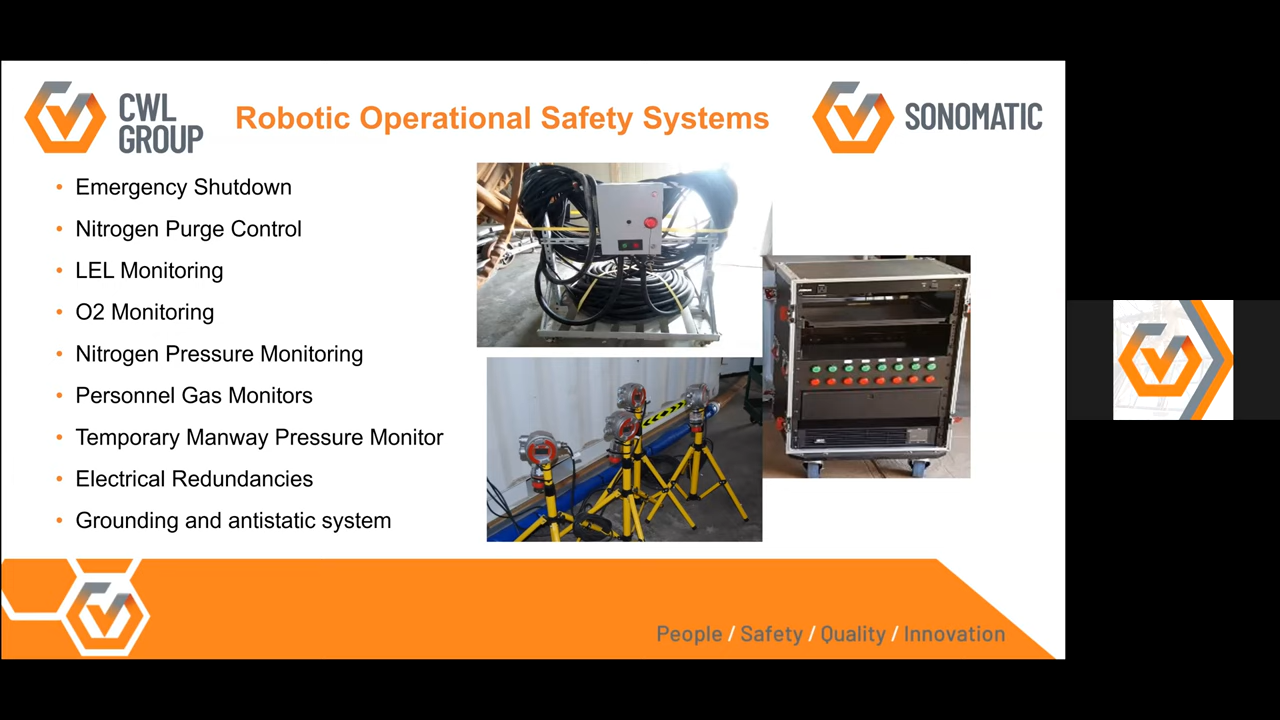 CWL
GROUP
Robotic Operational Safety Systems
SONOMATIC
Emergency Shutdown
Nitrogen Purge Control
LEL Monitoring
O2 Monitoring
Nitrogen Pressure Monitoring
Personnel Gas Monitors
Temporary Manway Pressure Monitor
Electrical Redundancies
Grounding and antistatic system
People / Safety / Quality / Innovation